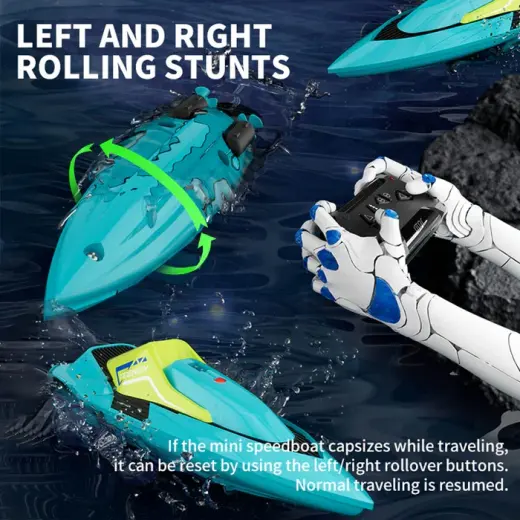 LEFT AND RIGHT
ROLLING STUNTS
If the mini speedboat capsizes while traveling,
it can be reset by using the left/right rollover buttons.
Normal traveling is resumed.